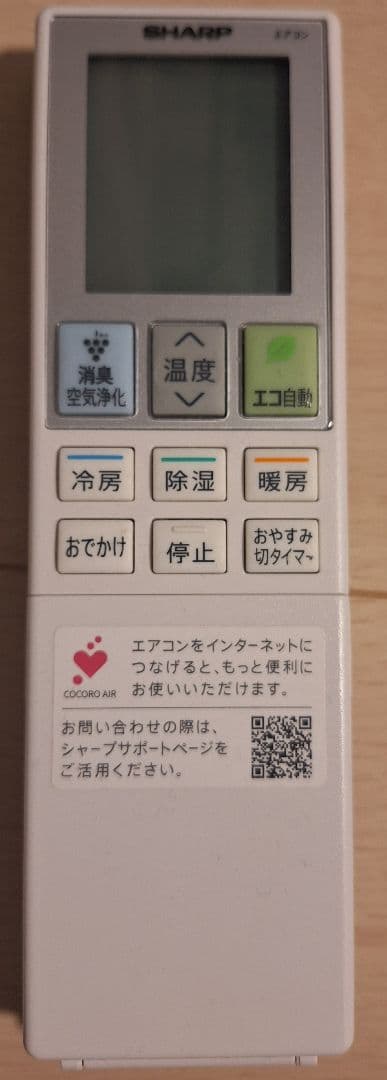 SHARP エアコン
消臭
空気浄化
温度
エコ自動
冷房 除湿 暖房
おでかけ 停止 おやすみ
切タイマー
エアコンをインターネットに
つなげると、もっと便利に
お使いいただけます。
COCORO AIR
お問い合わせの際は、
シャープサポートページを
ご活用ください。